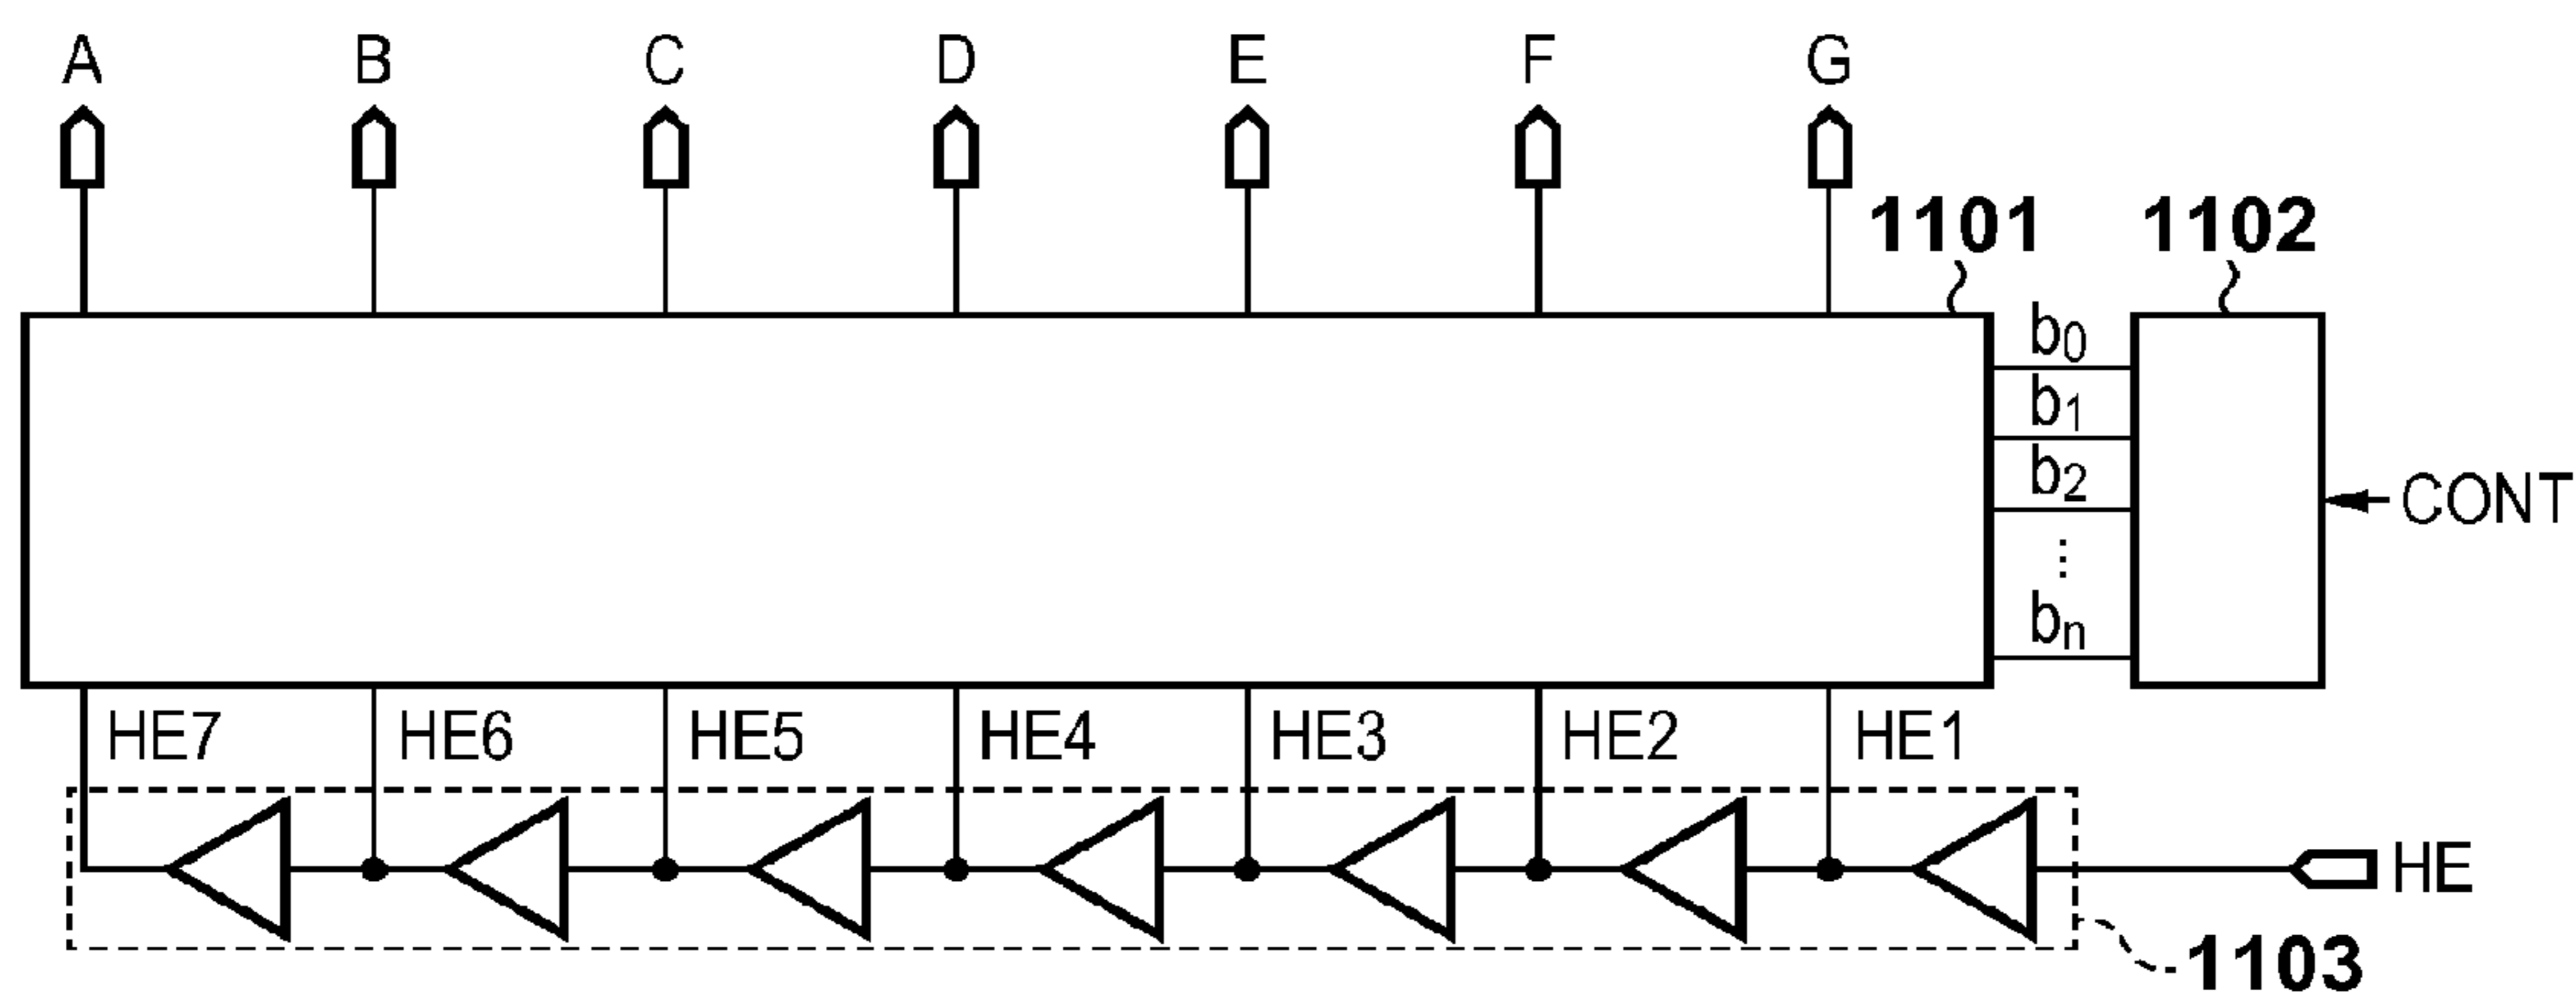 A B C D E F G
1101 1102
b0
b1
b2
⋮
bn
CONT
HE7 HE6 HE5 HE4 HE3 HE2 HE1
HE
1103